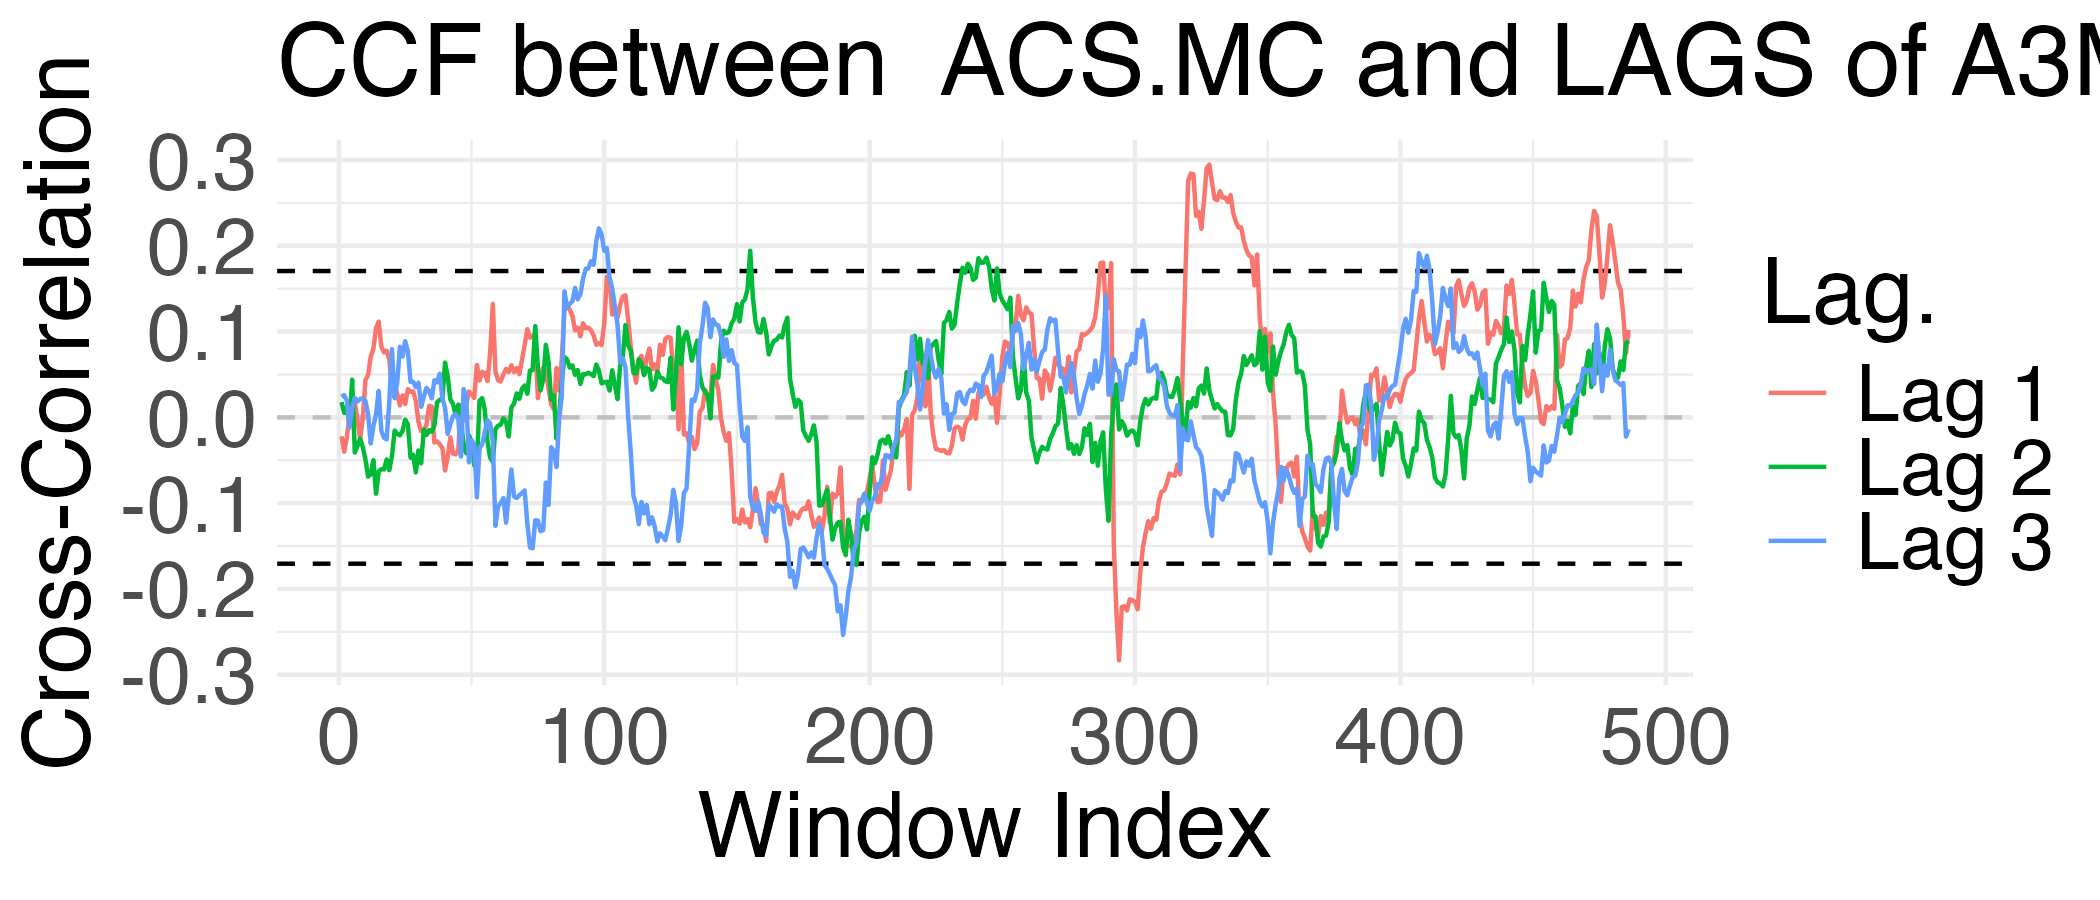 CCF between  ACS.MC and LAGS of A3M
Cross-Correlation
0.3
0.2
0.1
0.0
-0.1
-0.2
-0.3
0 100 200 300 400 500
Window Index
Lag.
Lag 1
Lag 2
Lag 3